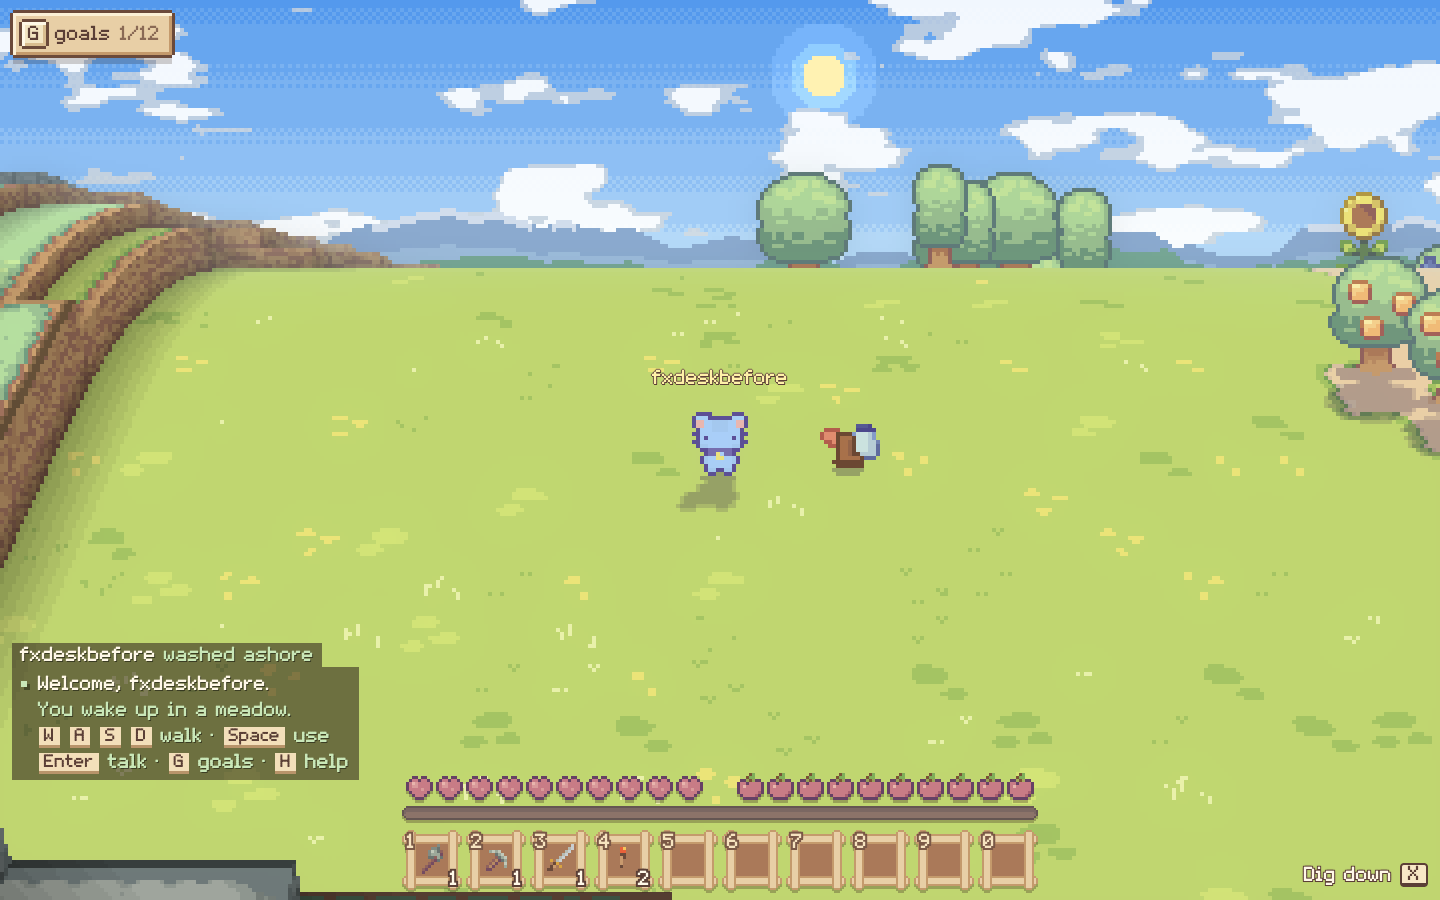 G goals 1/12
fxdeskbefore
fxdeskbefore washed ashore
Welcome, fxdeskbefore.
You wake up in a meadow.
W A S D walk · Space use
Enter talk · G goals · H help
1 2 3 4 5 6 7 8 9 0
1 1 1 2
Dig down X